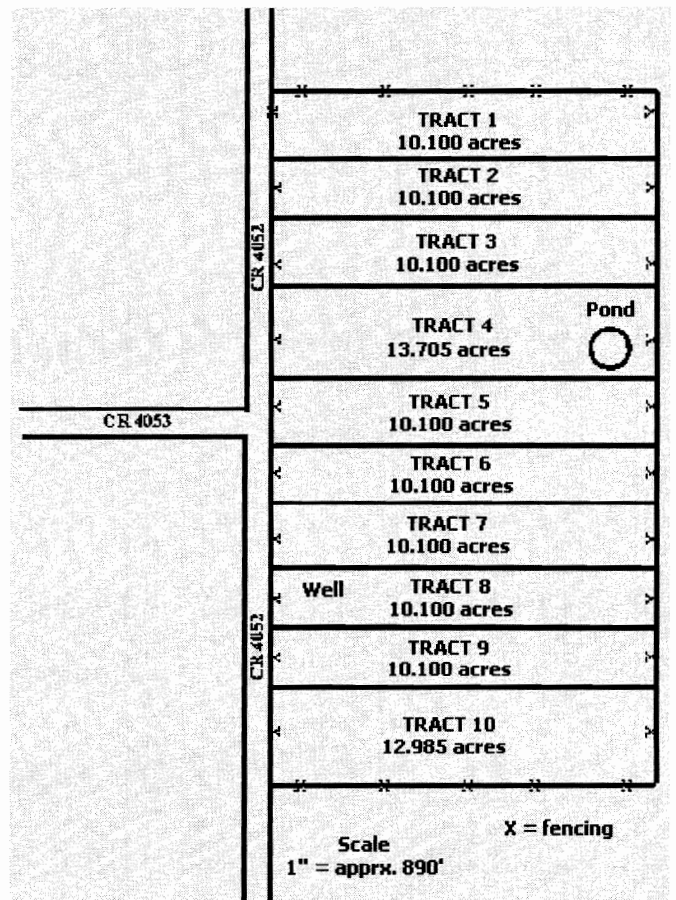 TRACT 1
10.100 acres
TRACT 2
10.100 acres
CR 4052
TRACT 3
10.100 acres
Pond
TRACT 4
13.705 acres
TRACT 5
10.100 acres
CR 4053
TRACT 6
10.100 acres
TRACT 7
10.100 acres
Well
TRACT 8
10.100 acres
CR 4052
TRACT 9
10.100 acres
TRACT 10
12.985 acres
X = fencing
Scale
1" = apprx. 890'